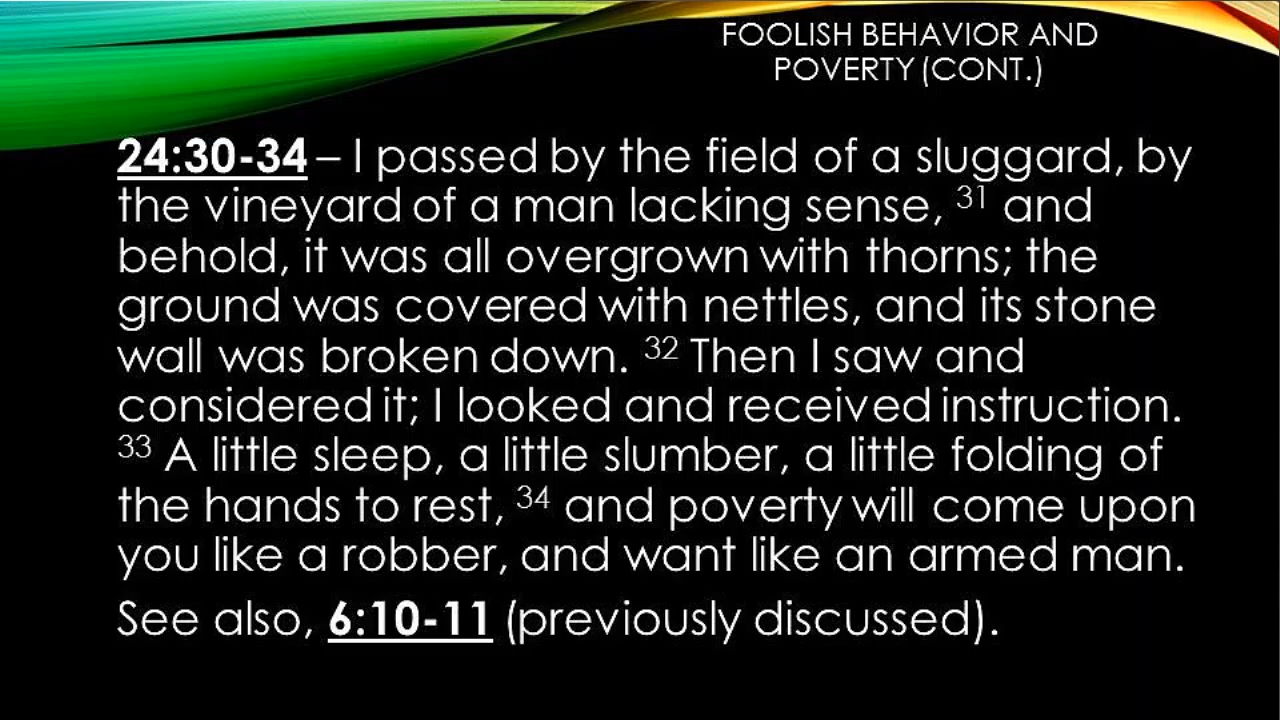 FOOLISH BEHAVIOR AND
POVERTY (CONT.)
24:30-34 – I passed by the field of a sluggard, by
the vineyard of a man lacking sense, 31 and
behold, it was all overgrown with thorns; the
ground was covered with nettles, and its stone
wall was broken down. 32 Then I saw and
considered it; I looked and received instruction.
33 A little sleep, a little slumber, a little folding of
the hands to rest, 34 and poverty will come upon
you like a robber, and want like an armed man.
See also, 6:10-11 (previously discussed).